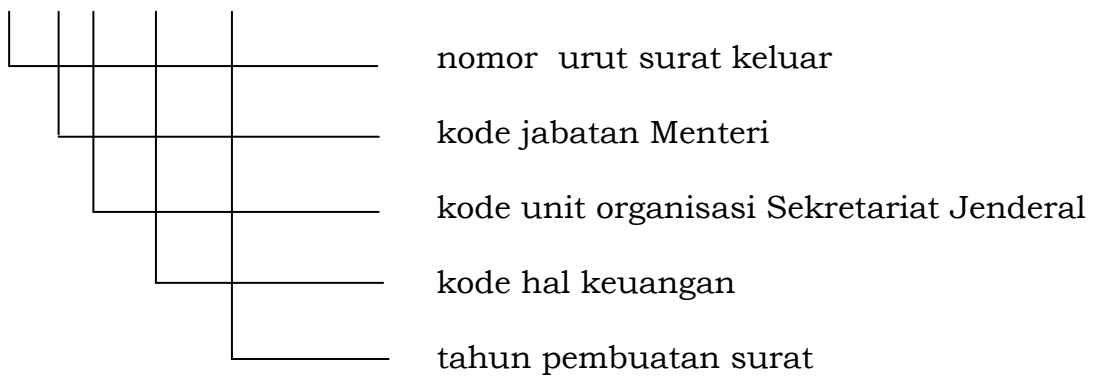 nomor urut surat keluar
kode jabatan Menteri
kode unit organisasi Sekretariat Jenderal
kode hal keuangan
tahun pembuatan surat